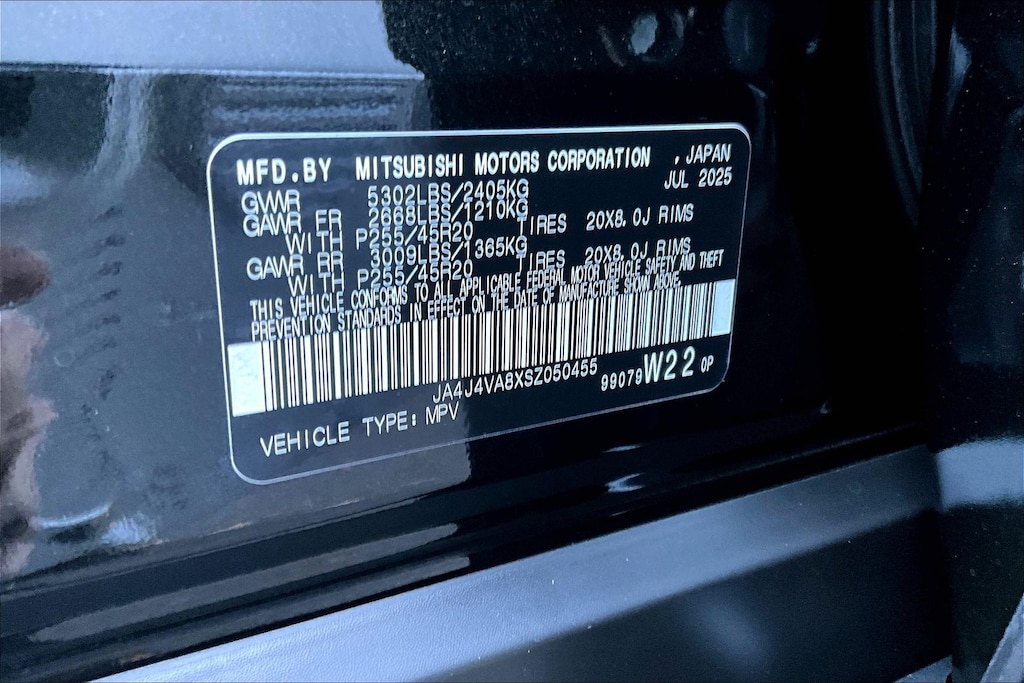 MFD.BY MITSUBISHI MOTORS CORPORATION . JAPAN
JUL 2025
GVWR 5302LBS/2405KG
GAWR FR 2668LBS/1210KG
WITH P255/45R20 TIRES 20X8.0J RIMS
GAWR RR 3009LBS/1365KG
WITH P255/45R20 TIRES 20X8.0J RIMS
THIS VEHICLE CONFORMS TO ALL APPLICABLE FEDERAL MOTOR VEHICLE SAFETY AND THEFT
PREVENTION STANDARDS IN EFFECT ON THE DATE OF MANUFACTURE SHOWN ABOVE.
JA4J4VA8XSZ050455
99079 W22 OP
VEHICLE TYPE: MPV